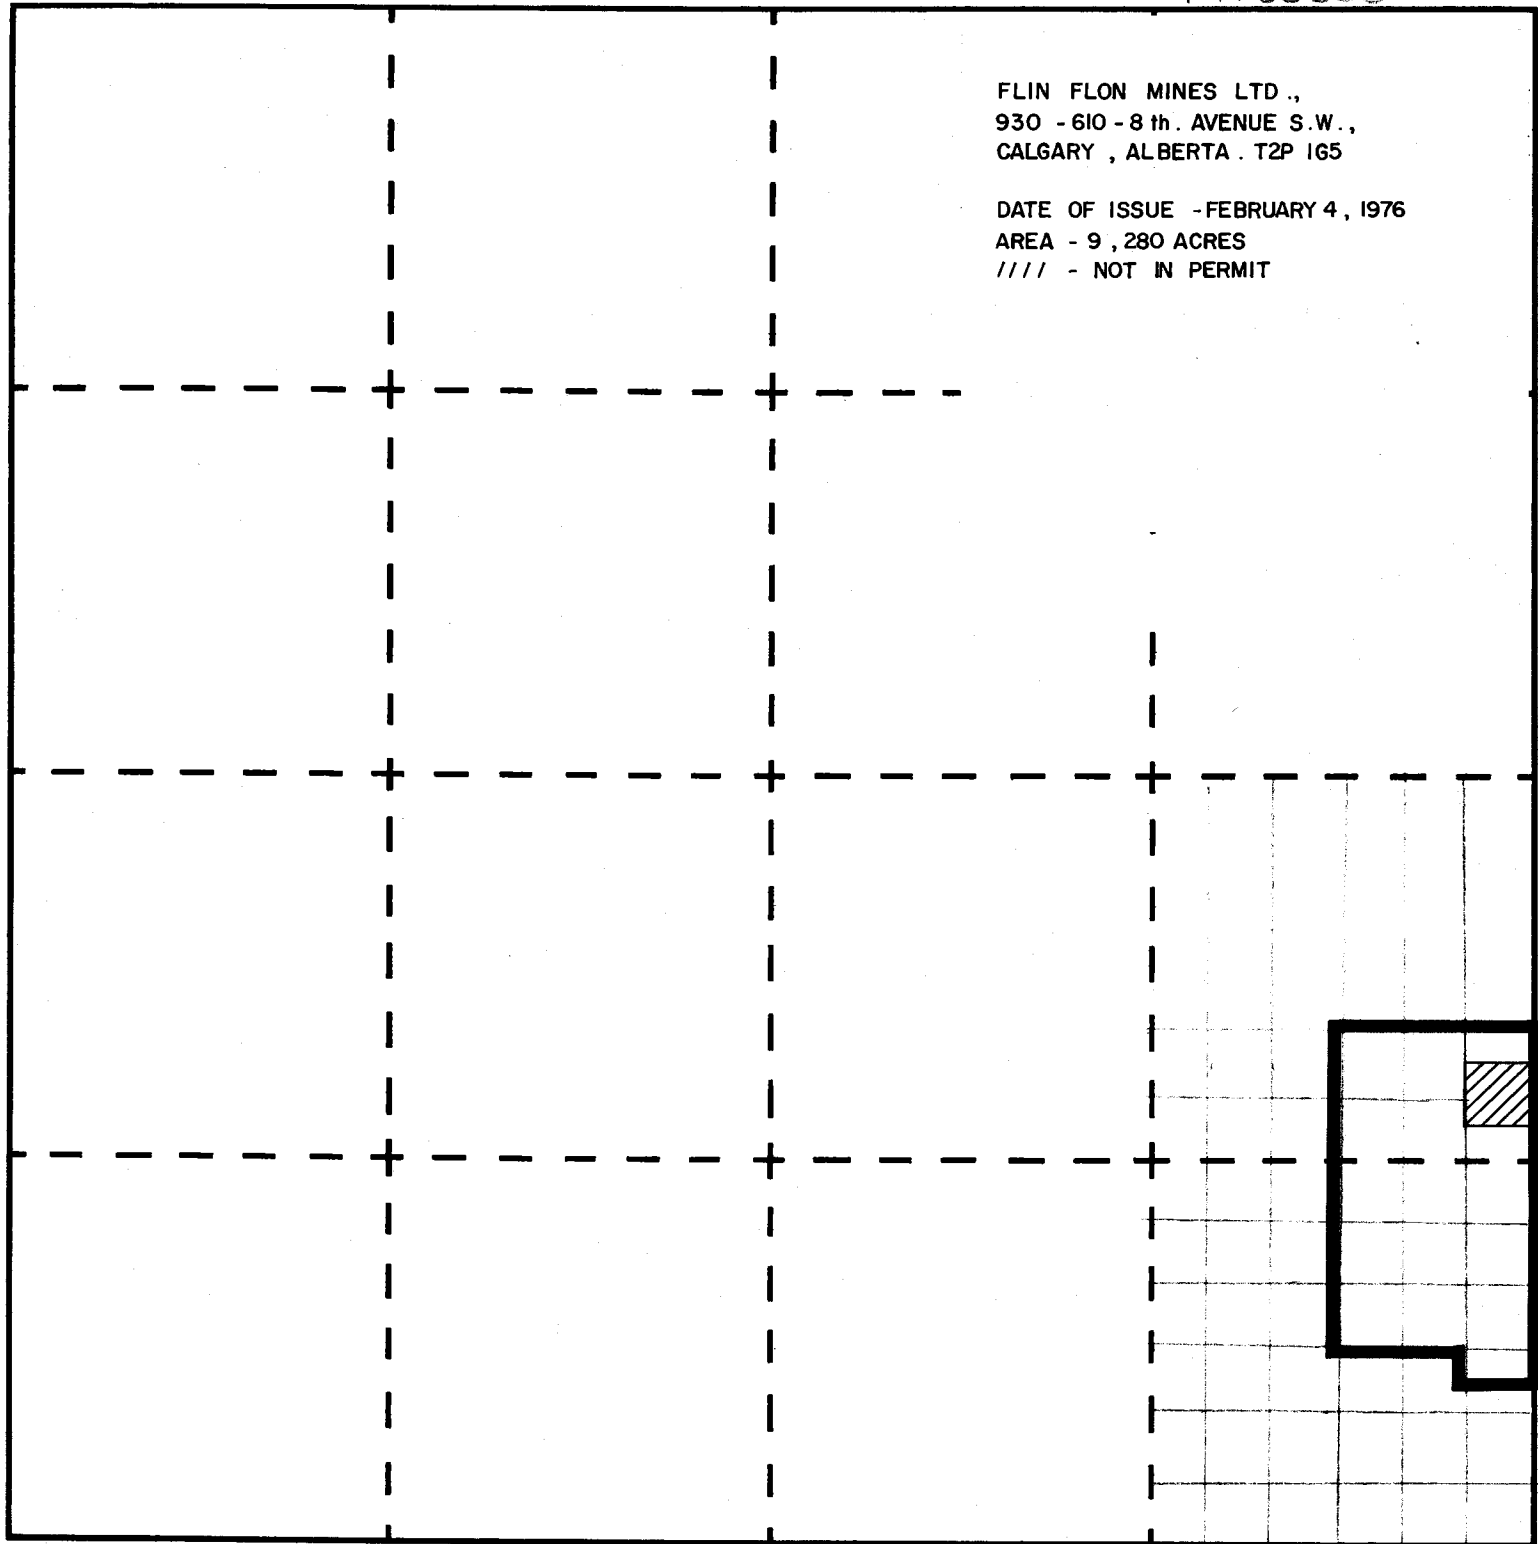 FLIN FLON MINES LTD.,
930 - 610 - 8 th. AVENUE S.W.,
CALGARY, ALBERTA. T2P 1G5
DATE OF ISSUE - FEBRUARY 4, 1976
AREA - 9,280 ACRES
//// - NOT IN PERMIT